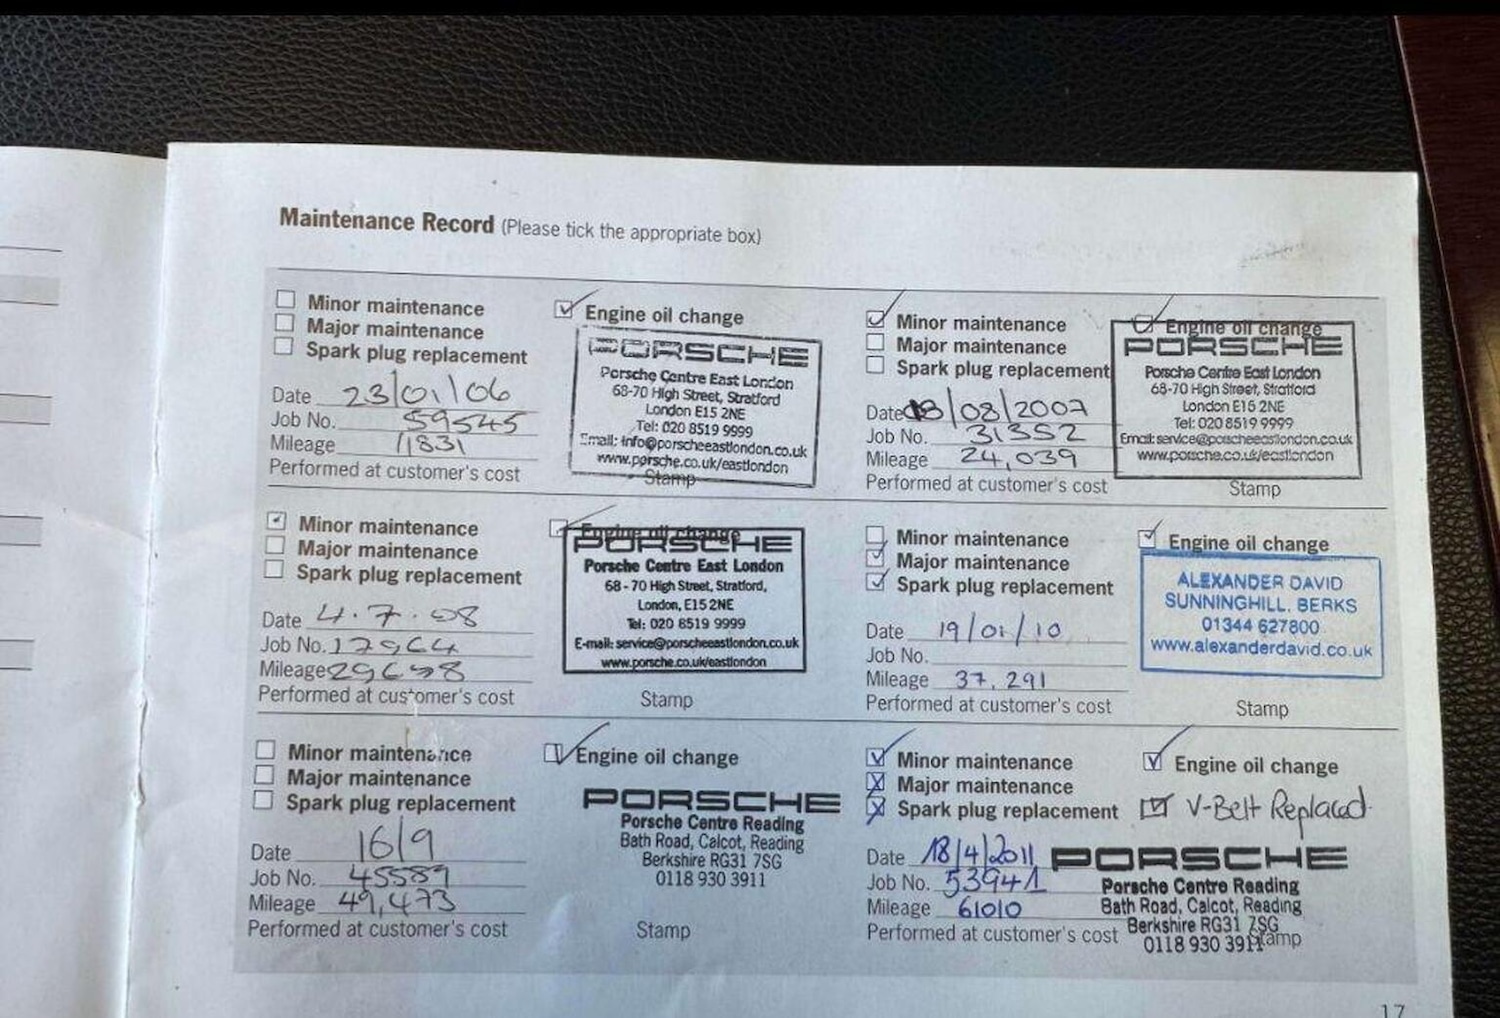 Maintenance Record (Please tick the appropriate box)
Minor maintenance
Major maintenance
Spark plug replacement
Engine oil change
Date 23/01/06
Job No. 59545
Mileage 11831
Performed at customer's cost
PORSCHE
Porsche Centre East London
68-70 High Street, Stratford
London E15 2NE
Tel: 020 8519 9999
Email: info@porscheeastlondon.co.uk
www.porsche.co.uk/eastlondon
Stamp
Minor maintenance
Major maintenance
Spark plug replacement
Engine oil change
Date /08/2007
Job No. 31352
Mileage 24,039
Performed at customer's cost
PORSCHE
Porsche Centre East London
68-70 High Street, Stratford
London E15 2NE
Tel: 020 8519 9999
Email: service@porscheeastlondon.co.uk
www.porsche.co.uk/eastlondon
Stamp
Minor maintenance
Major maintenance
Spark plug replacement
Engine oil change
Date 4.7.08
Job No. 17964
Mileage
Performed at customer's cost
PORSCHE
Porsche Centre East London
68 - 70 High Street, Stratford,
London, E15 2NE
Tel: 020 8519 9999
E-mail: service@porscheeastlondon.co.uk
www.porsche.co.uk/eastlondon
Stamp
Minor maintenance
Major maintenance
Spark plug replacement
Engine oil change
Date 19/01/10
Job No.
Mileage 37,291
Performed at customer's cost
ALEXANDER DAVID
SUNNINGHILL. BERKS
01344 627800
www.alexanderdavid.co.uk
Stamp
Minor maintenance
Major maintenance
Spark plug replacement
Engine oil change
Date 16/9
Job No. 45589
Mileage 49,473
Performed at customer's cost
PORSCHE
Porsche Centre Reading
Bath Road, Calcot, Reading
Berkshire RG31 7SG
0118 930 3911
Stamp
Minor maintenance
Major maintenance
Spark plug replacement
Engine oil change
V-Belt Replaced
Date 18/4/2011
Job No. 53941
Mileage 61010
Performed at customer's cost
PORSCHE
Porsche Centre Reading
Bath Road, Calcot, Reading
Berkshire RG31 7SG
0118 930 3911
Stamp
17